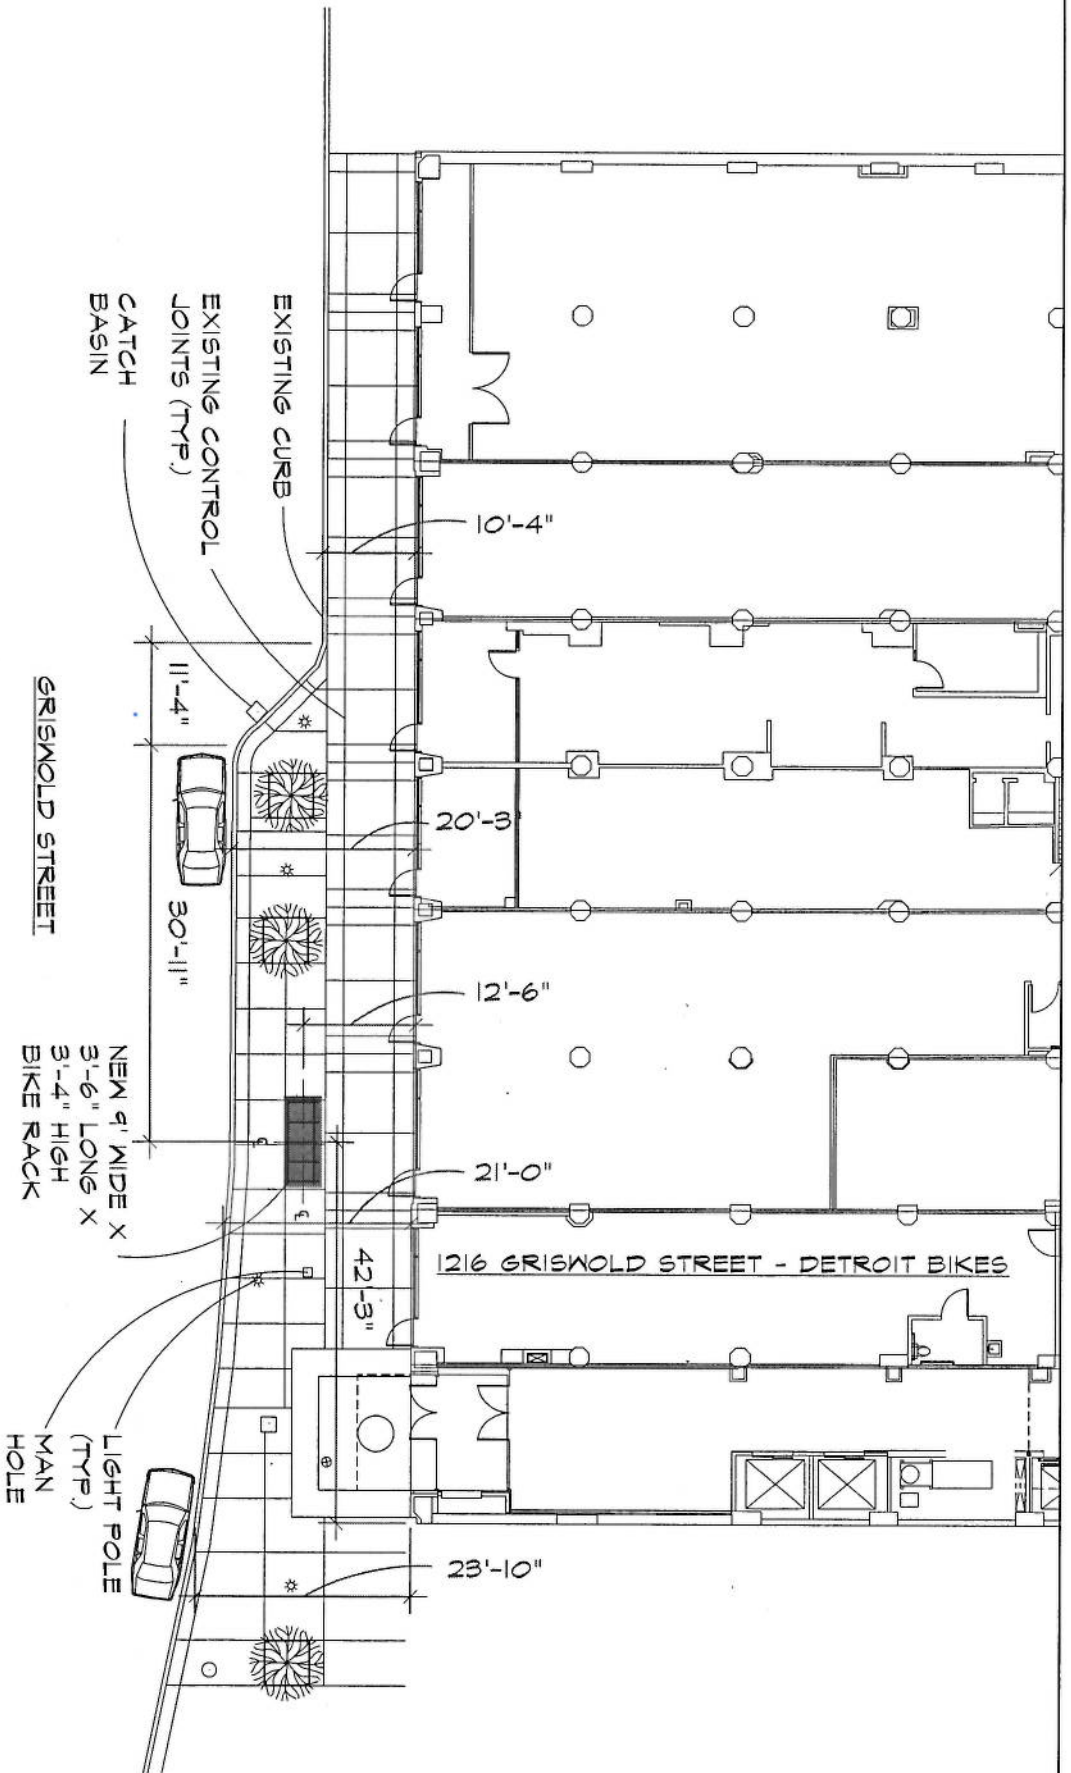 10'-4"
EXISTING CURB
EXISTING CONTROL
JOINTS (TYP.)
CATCH
BASIN
11'-4"
20'-3
30'-11"
GRISWOLD STREET
12'-6"
NEW 9' WIDE X
3'-6" LONG X
3'-4" HIGH
BIKE RACK
21'-0"
42'-3"
1216 GRISWOLD STREET - DETROIT BIKES
LIGHT POLE
(TYP.)
MAN
HOLE
23'-10"